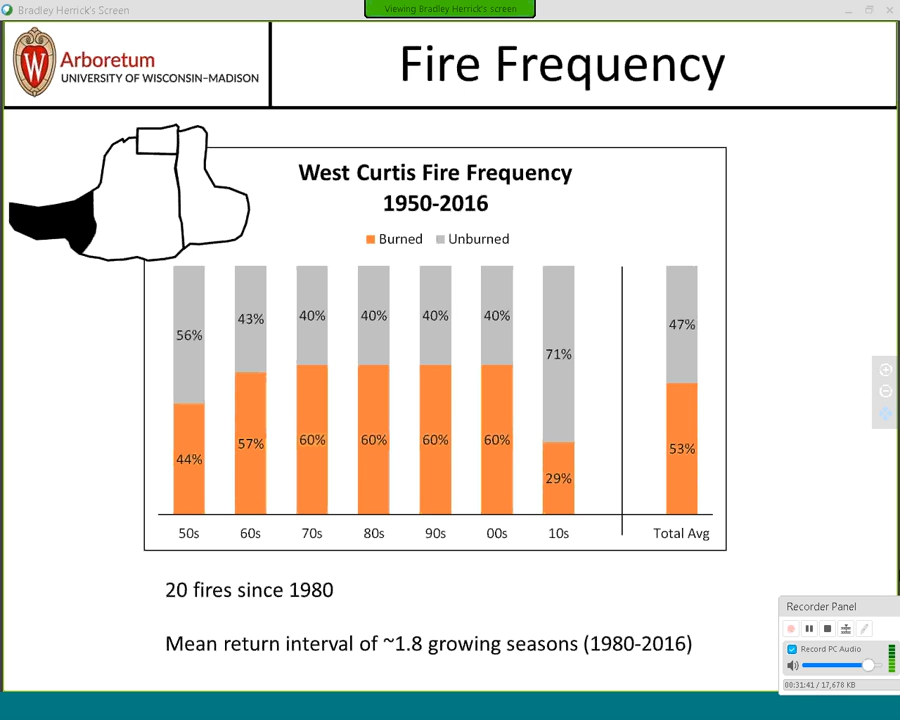 Bradley Herrick's Screen
Viewing Bradley Herrick's screen
W
Arboretum
UNIVERSITY OF WISCONSIN–MADISON
Fire Frequency
West Curtis Fire Frequency
1950-2016
Burned Unburned
56% 43% 40% 40% 40% 40% 71% 47%
44% 57% 60% 60% 60% 60% 29% 53%
50s 60s 70s 80s 90s 00s 10s Total Avg
20 fires since 1980
Mean return interval of ~1.8 growing seasons (1980-2016)
Recorder Panel
Record PC Audio
00:31:41 / 17,678 KB